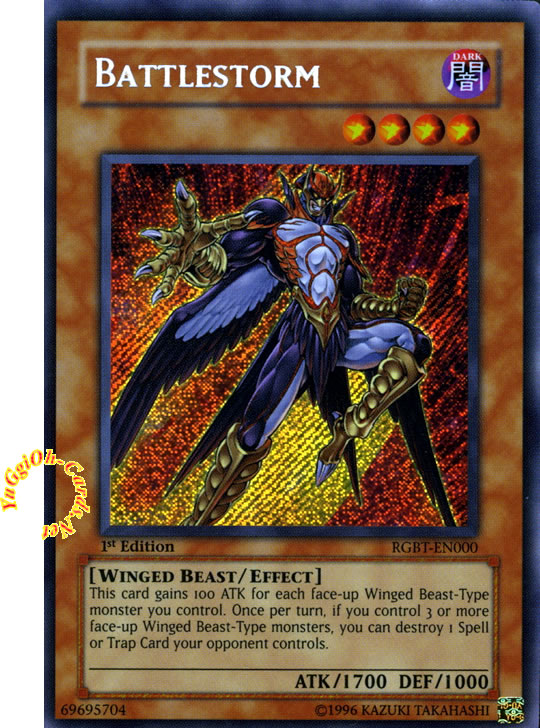 BATTLESTORM
DARK
闇
YuGgiOh-Cards.Net
1st Edition
RGBT-EN000
[WINGED BEAST/EFFECT]
This card gains 100 ATK for each face-up Winged Beast-Type
monster you control. Once per turn, if you control 3 or more
face-up Winged Beast-Type monsters, you can destroy 1 Spell
or Trap Card your opponent controls.
ATK/1700 DEF/1000
69695704
©1996 KAZUKI TAKAHASHI